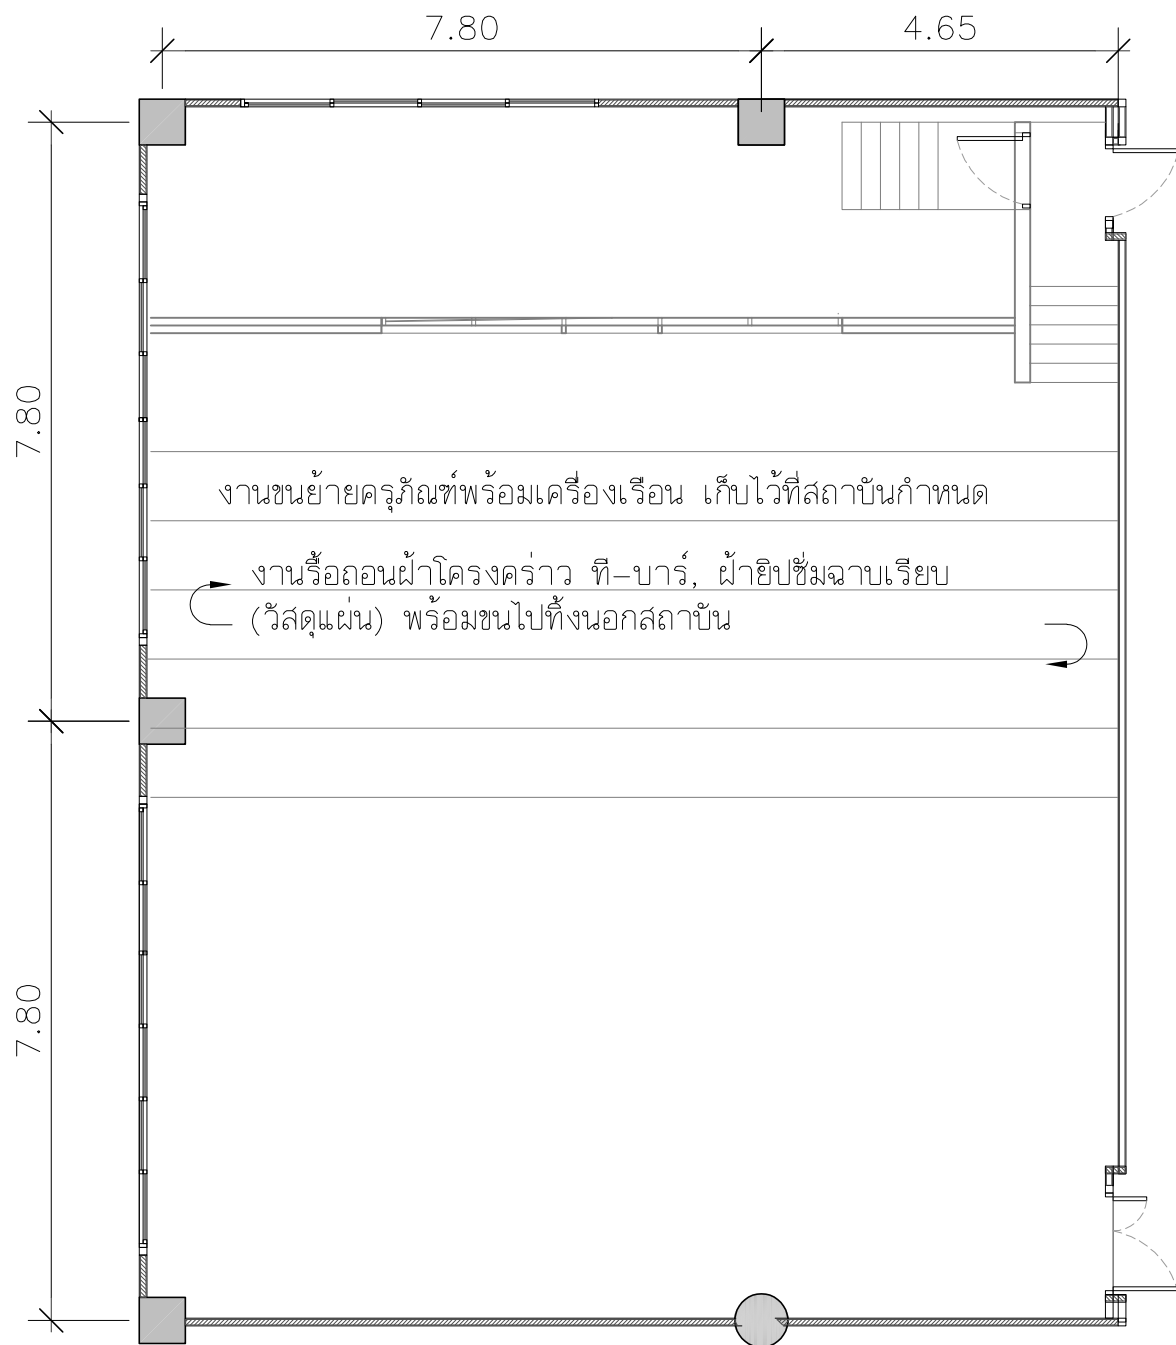 7.80
4.65
7.80
งานขนย้ายครุภัณฑ์พร้อมเครื่องเรือน เก็บไว้ที่สถาบันกำหนด
งานรื้อถอนฝ้าโครงคร่าว ที-บาร์, ฝ้ายิปซั่มฉาบเรียบ
(วัสดุแผ่น) พร้อมขนไปทิ้งนอกสถาบัน
7.80